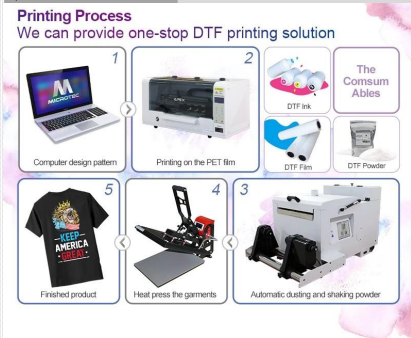 Printing Process
We can provide one-stop DTF printing solution
1
MICROTEC
Computer design pattern
2
Printing on the PET film
DTF Ink
The
Comsum
Ables
DTF Film
DTF Powder
5
KEEP
AMERICA
GREAT
Finished product
4
Heat press the garments
3
Automatic dusting and shaking powder